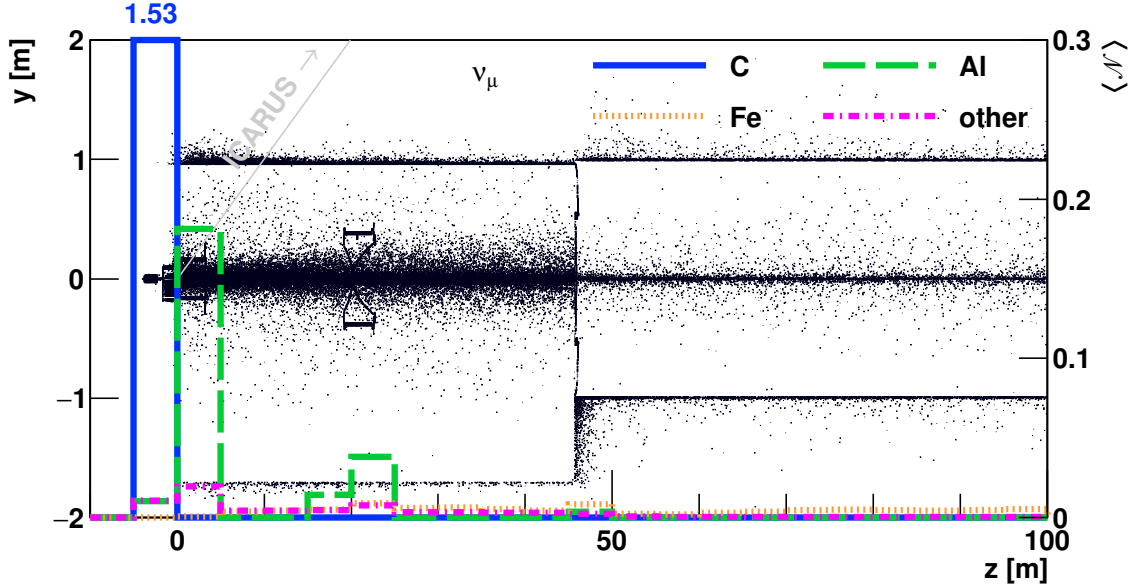 1.53
2
1
0
−1
−2
y [m]
ν_μ
C
Al
Fe
other
ICARUS →
0.3
0.2
0.1
0
⟨𝒩⟩
0
50
100
z [m]